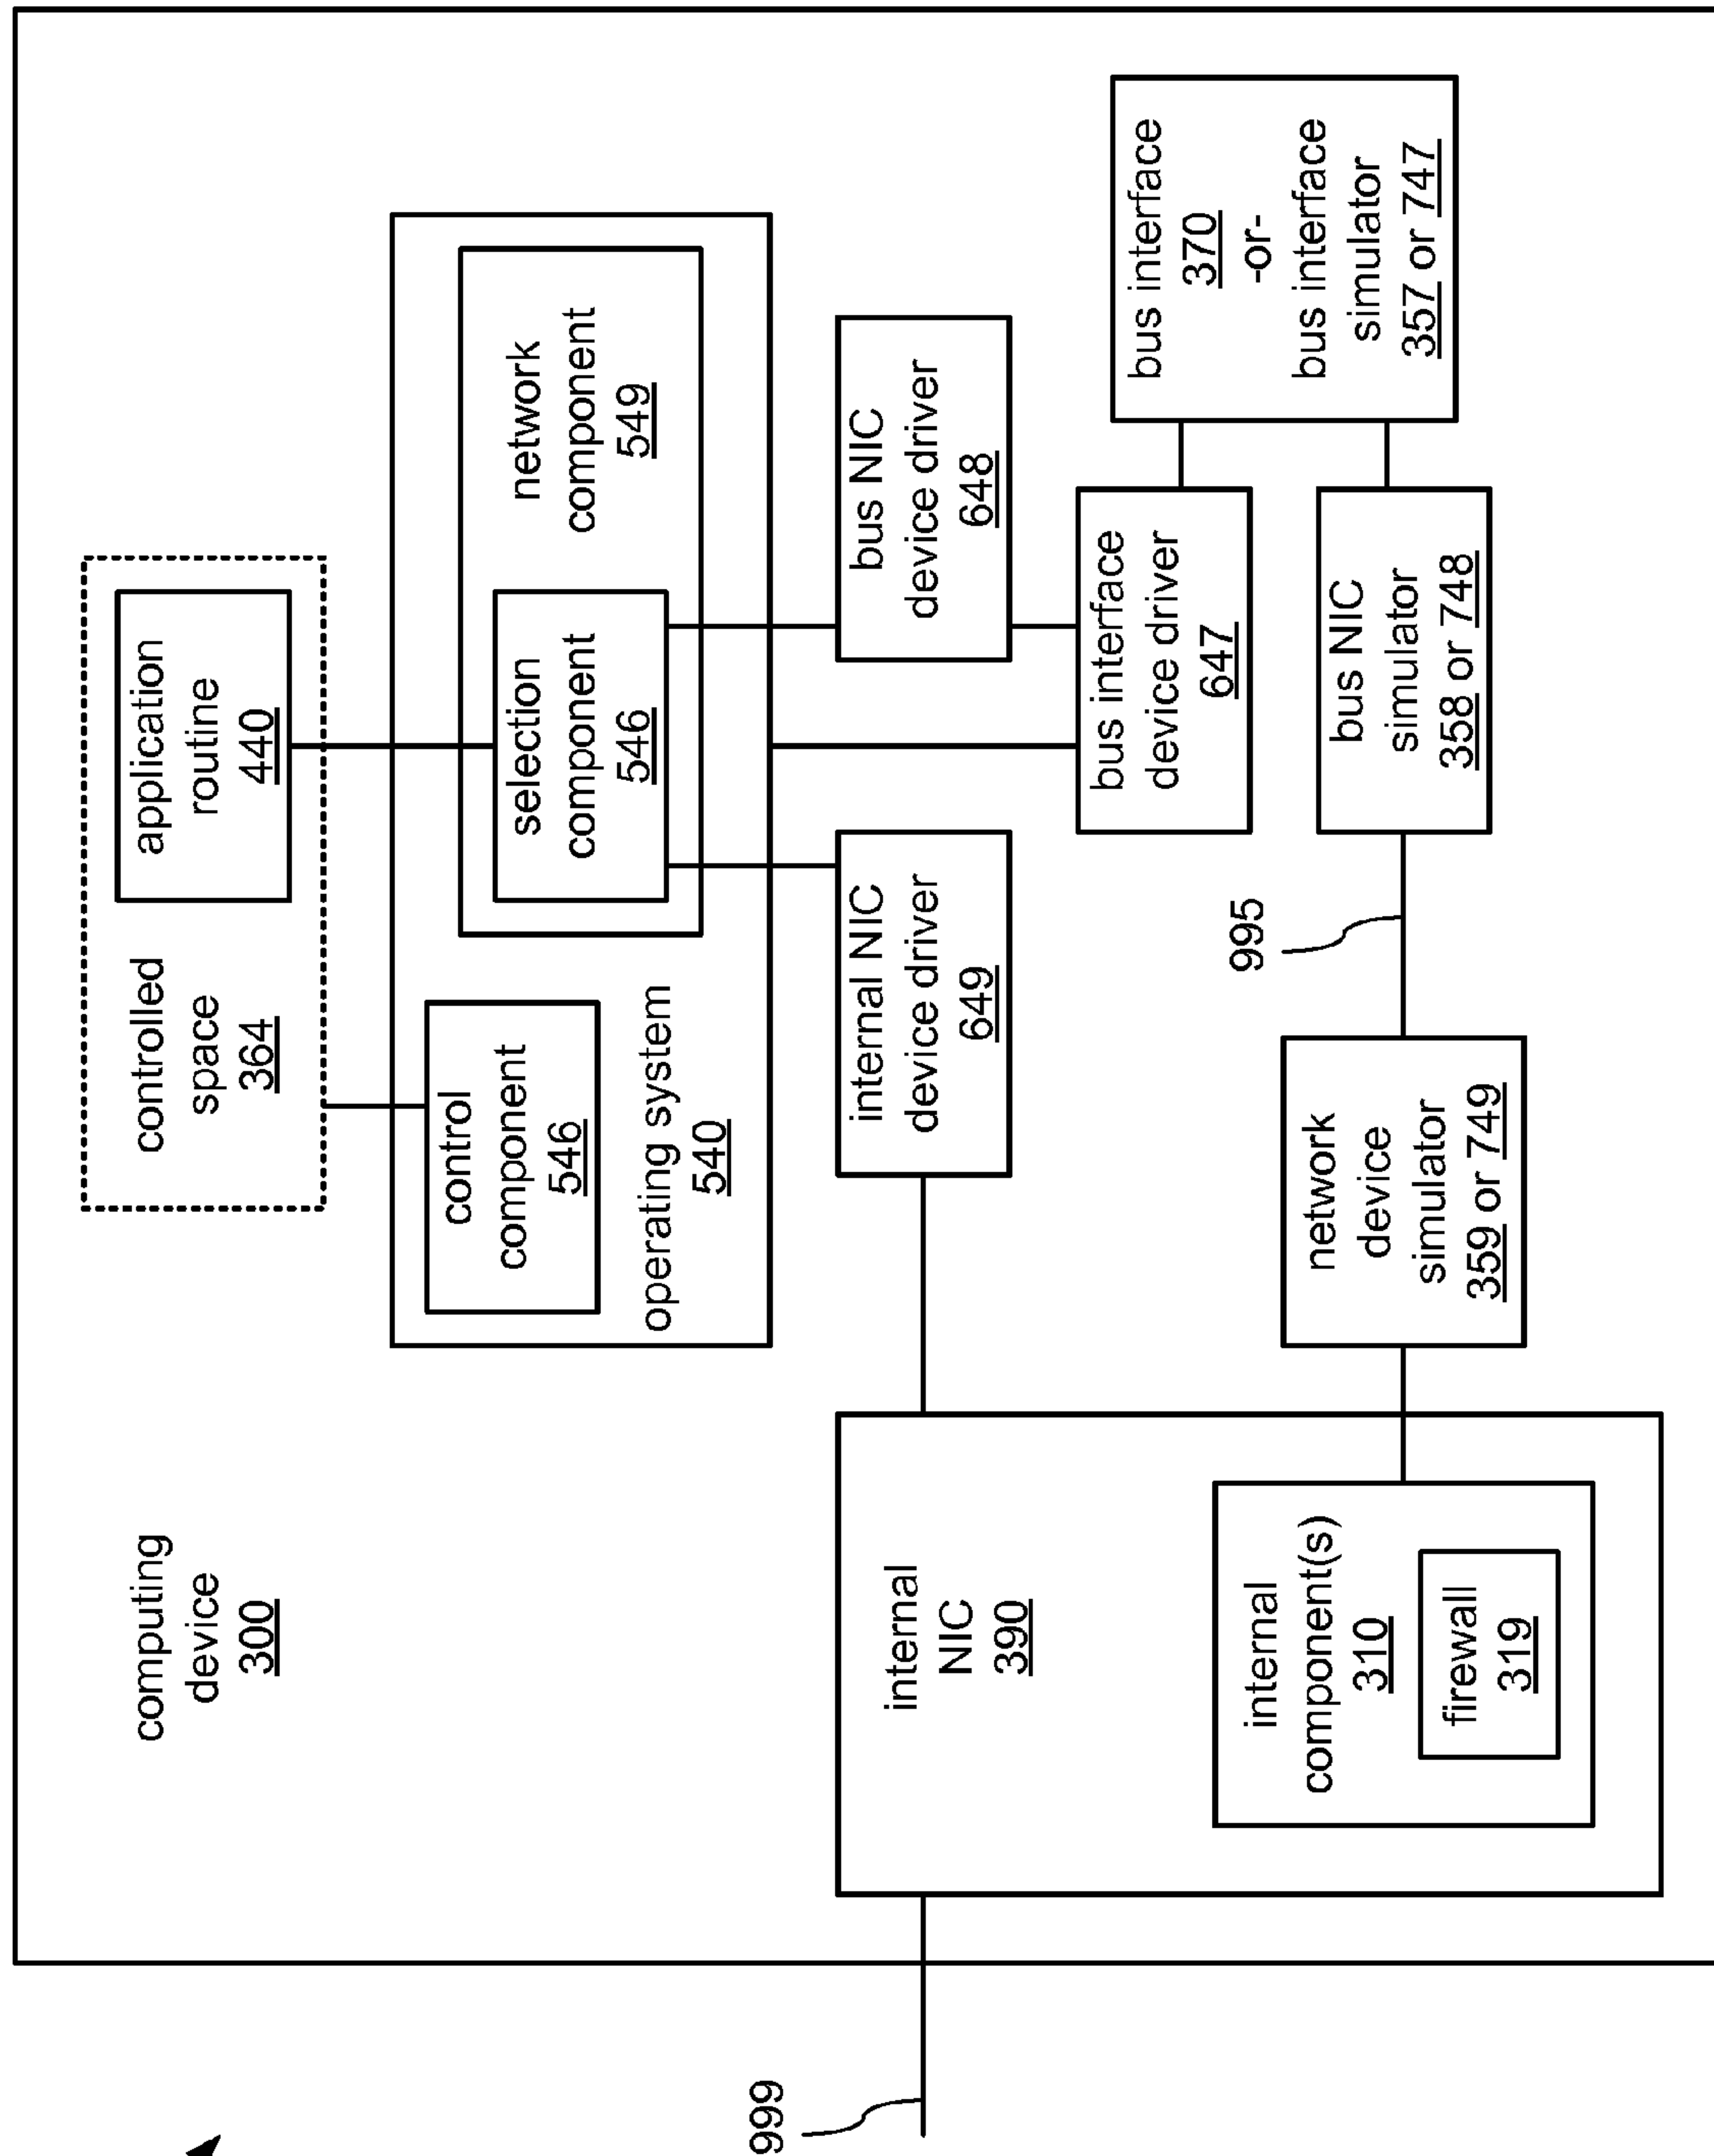 computing
device
300
controlled
space
364
application
routine
440
control
component
546
operating system
540
selection
component
546
network
component
549
internal NIC
device driver
649
bus NIC
device driver
648
bus interface
device driver
647
bus interface
370
-or-
bus interface
simulator
357 or 747
bus NIC
simulator
358 or 748
995
network
device
simulator
359 or 749
internal
NIC
390
internal
component(s)
310
firewall
319
999